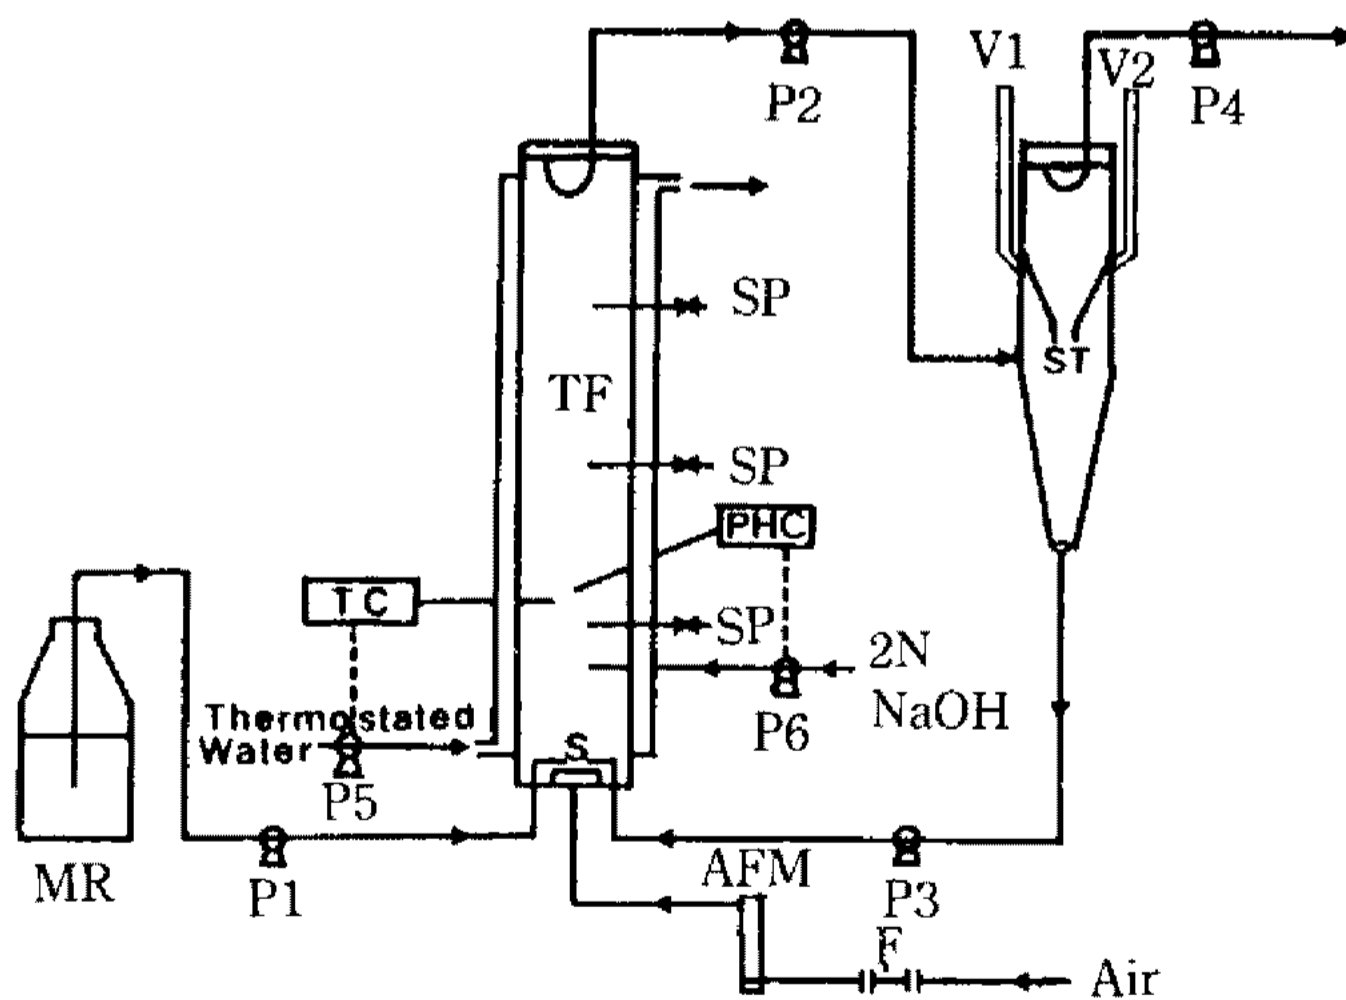 V1
V2
P2
P4
SP
ST
TF
SP
PHC
TC
SP
2N
NaOH
Thermostated
Water
P6
S
P5
MR
P1
AFM
P3
F
Air